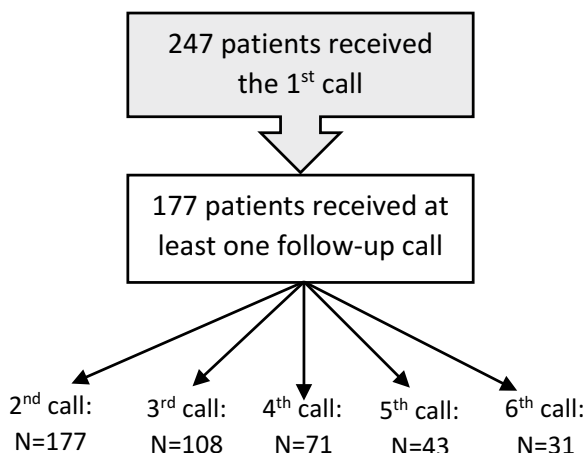 247 patients received
the 1st call
177 patients received at
least one follow-up call
2nd call:
N=177
3rd call:
N=108
4th call:
N=71
5th call:
N=43
6th call:
N=31